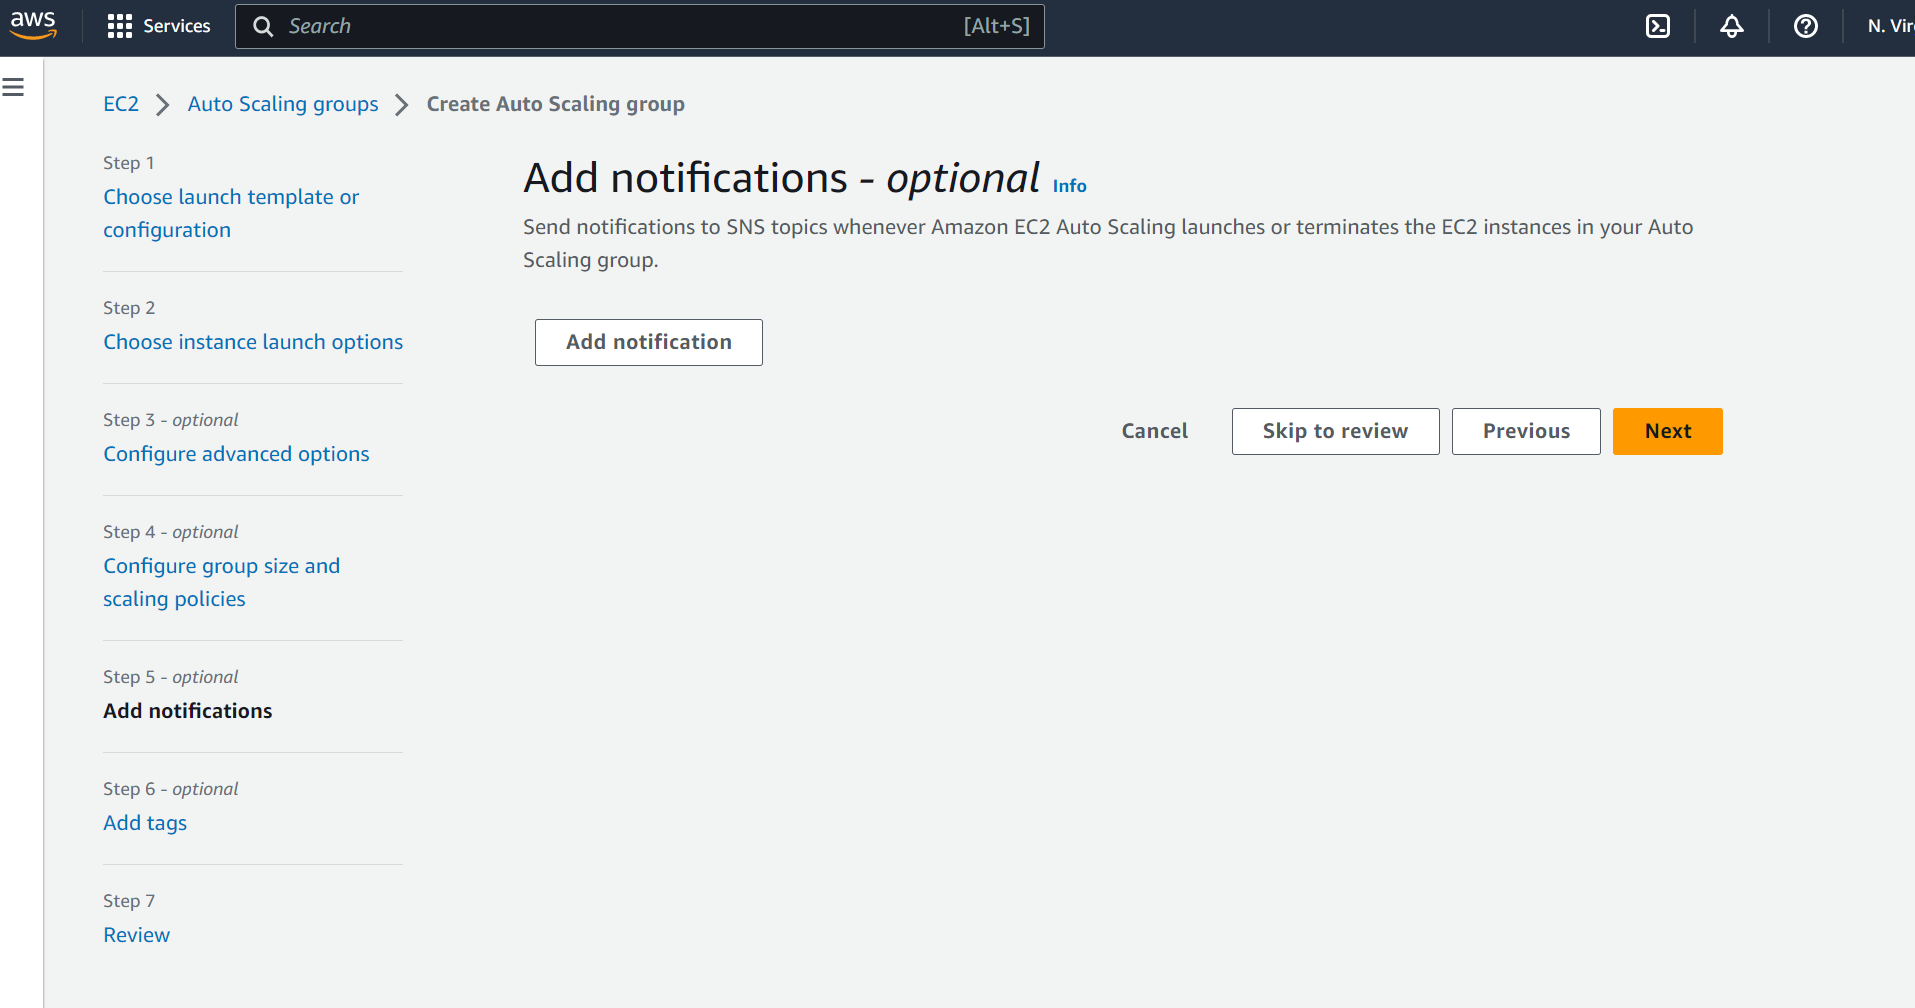 aws
Services
Search
[Alt+S]
EC2
Auto Scaling groups
Create Auto Scaling group
Step 1
Choose launch template or
configuration
Step 2
Choose instance launch options
Step 3 - optional
Configure advanced options
Step 4 - optional
Configure group size and
scaling policies
Step 5 - optional
Add notifications
Step 6 - optional
Add tags
Step 7
Review
Add notifications - optional Info
Send notifications to SNS topics whenever Amazon EC2 Auto Scaling launches or terminates the EC2 instances in your Auto
Scaling group.
Add notification
Cancel
Skip to review
Previous
Next